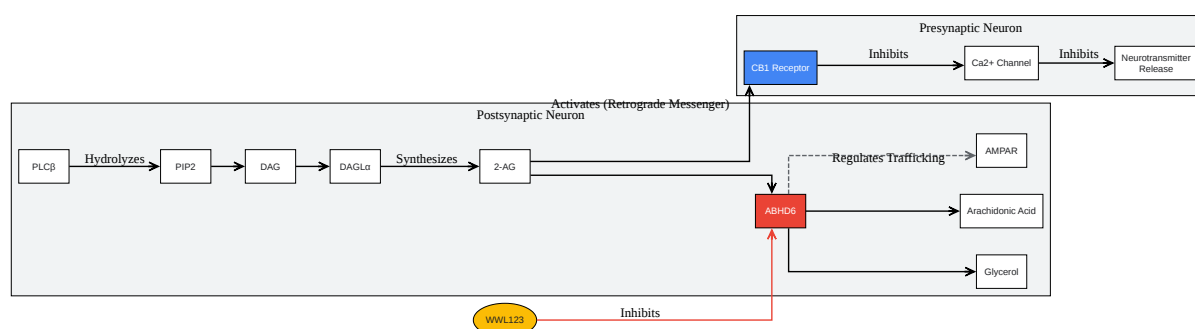 Presynaptic Neuron
CB1 Receptor
Inhibits
Ca2+ Channel
Inhibits
Neurotransmitter
Release
Activates (Retrograde Messenger)
Postsynaptic Neuron
PLCβ
Hydrolyzes
PIP2
DAG
DAGLα
Synthesizes
2-AG
Regulates Trafficking
AMPAR
ABHD6
Arachidonic Acid
Glycerol
WWL123
Inhibits